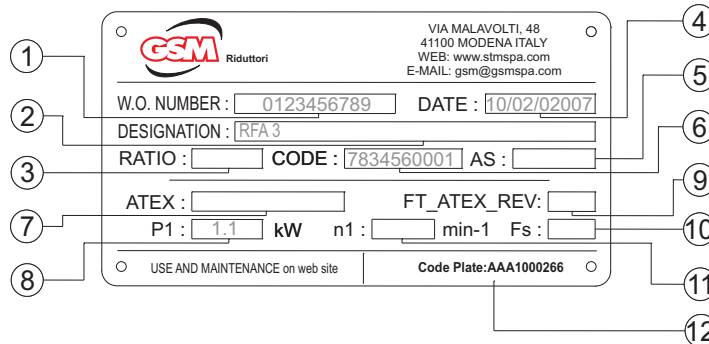 GSM Riduttori
VIA MALAVOLTI, 48
41100 MODENA ITALY
WEB: www.stmspa.com
E-MAIL: gsm@gsmspa.com
W.O. NUMBER : 0123456789 DATE : 10/02/02007
DESIGNATION : RFA 3
RATIO : CODE : 7834560001 AS :
ATEX : FT_ATEX_REV:
P1 : 1.1 kW n1 : min-1 Fs :
USE AND MAINTENANCE on web site Code Plate:AAA1000266
1
2
3
7
8
4
5
6
9
10
11
12